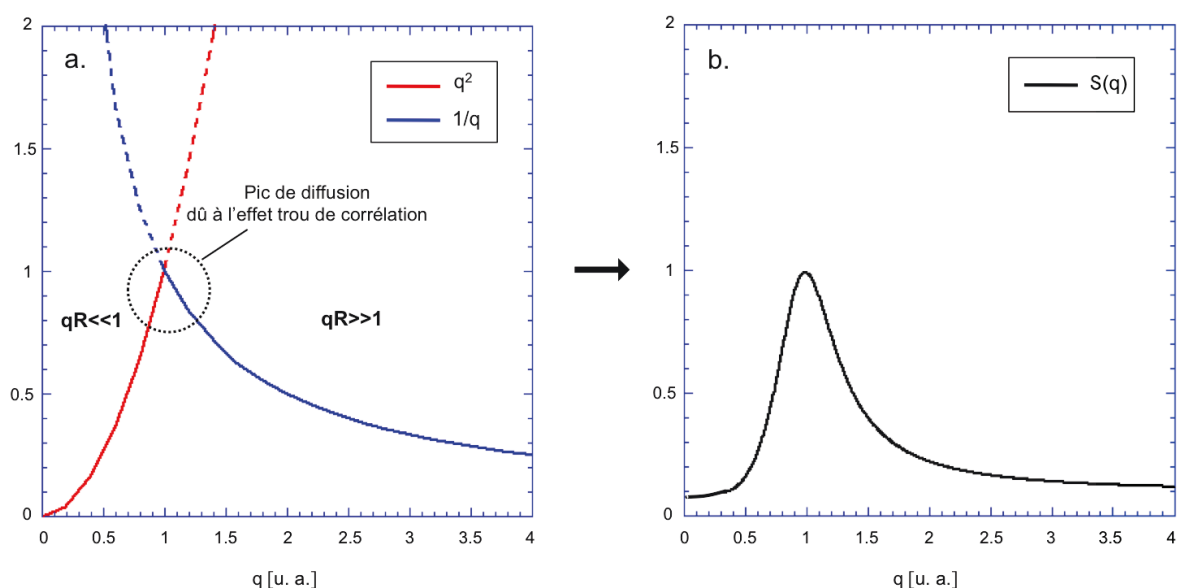 a.
q²
1/q
Pic de diffusion
dû à l'effet trou de corrélation
qR<<1
qR>>1
2
1.5
1
0.5
0
0 0.5 1 1.5 2 2.5 3 3.5 4
q [u. a.]
b.
S(q)
2
1.5
1
0.5
0
0 0.5 1 1.5 2 2.5 3 3.5 4
q [u. a.]